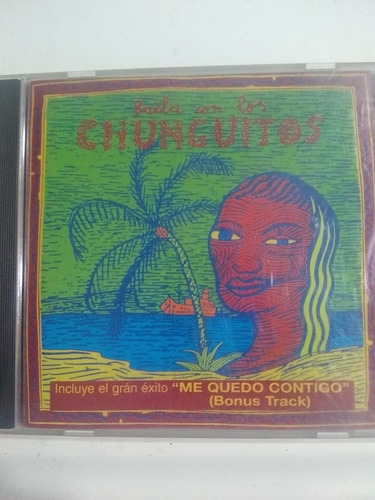 Baila con los
CHUNGUITOS
Incluye el grán éxito "ME QUEDO CONTIGO"
(Bonus Track)